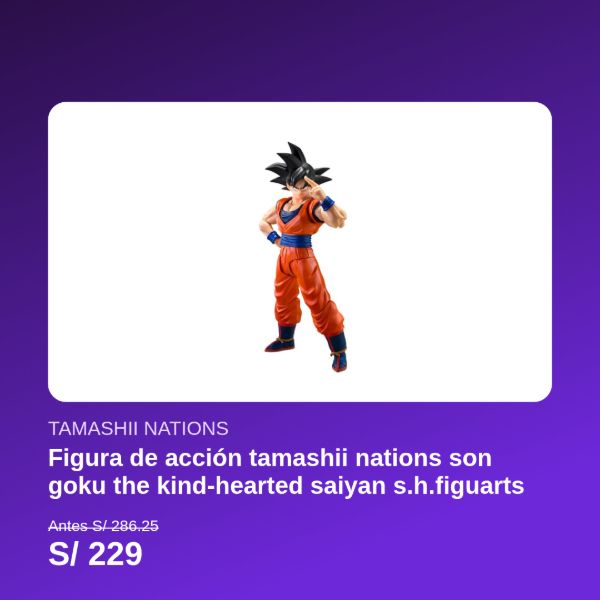 TAMASHII NATIONS
Figura de acción tamashii nations son
goku the kind-hearted saiyan s.h.figuarts
Antes S/ 286.25
S/ 229